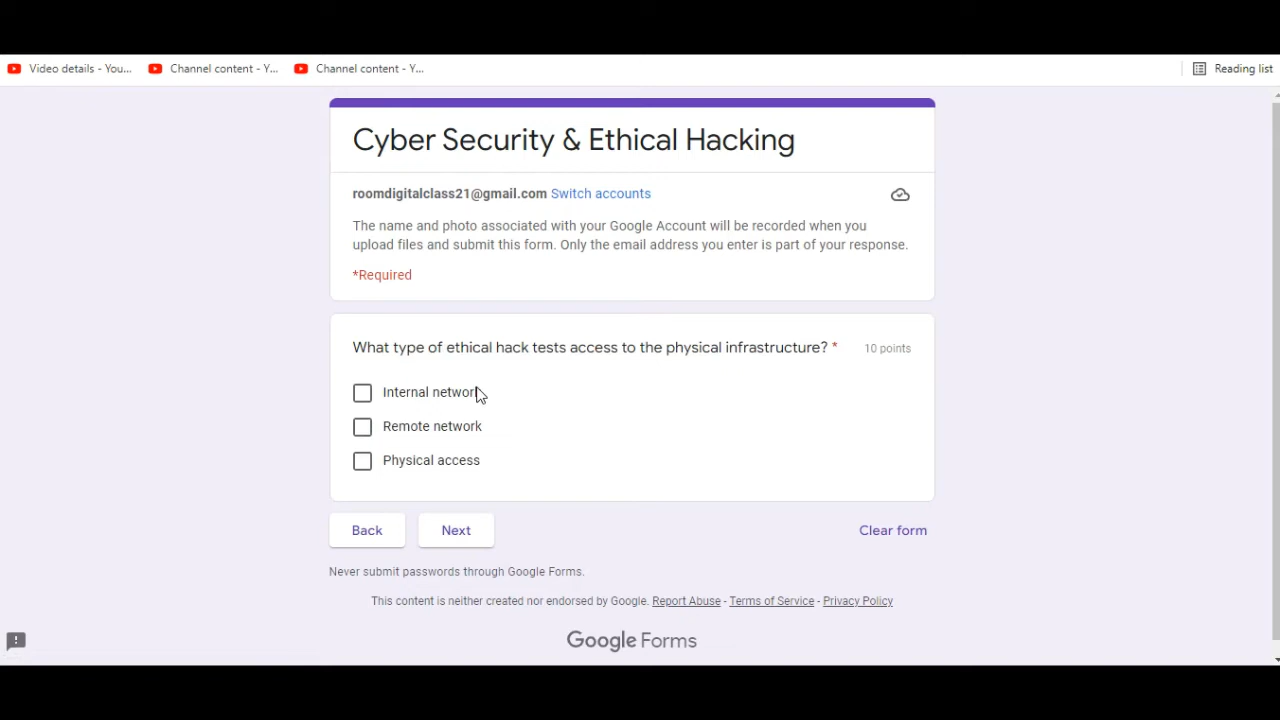 Video details - You...
Channel content - Y...
Channel content - Y...
Reading list
Cyber Security & Ethical Hacking
roomdigitalclass21@gmail.com Switch accounts
The name and photo associated with your Google Account will be recorded when you
upload files and submit this form. Only the email address you enter is part of your response.
*Required
What type of ethical hack tests access to the physical infrastructure? * 10 points
Internal network
Remote network
Physical access
Back
Next
Clear form
Never submit passwords through Google Forms.
This content is neither created nor endorsed by Google. Report Abuse - Terms of Service - Privacy Policy
Google Forms